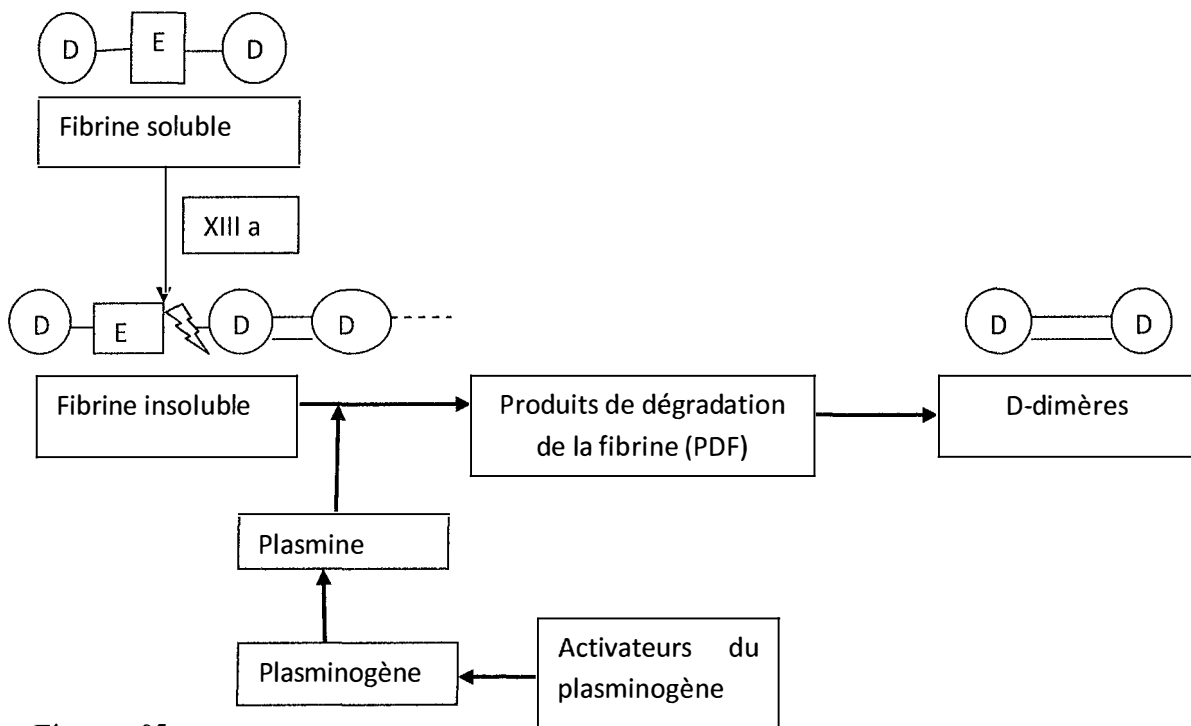 D E D
Fibrine soluble
XIII a
D E D D D D
Fibrine insoluble
Produits de dégradation
de la fibrine (PDF)
D-dimères
Plasmine
Plasminogène
Activateurs du
plasminogène